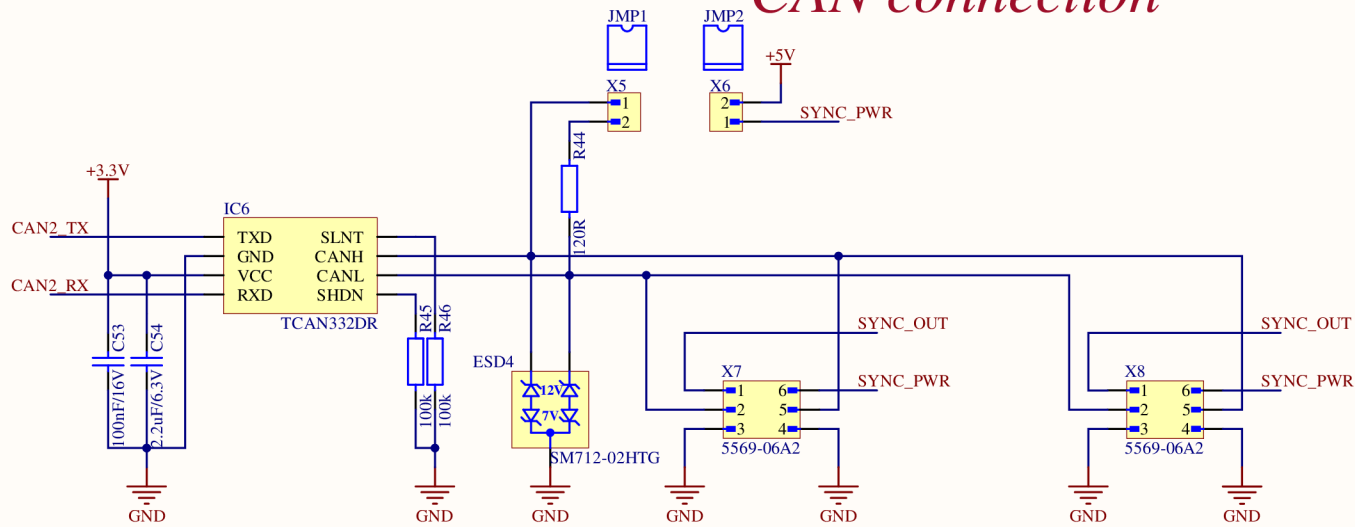 CAN connection
JMP1
JMP2
+5V
X5
1
2
X6
2
1
SYNC_PWR
R44
120R
+3.3V
CAN2_TX
CAN2_RX
IC6
TXD SLNT
GND CANH
VCC CANL
RXD SHDN
TCAN332DR
C53
100nF/16V
C54
2.2uF/6.3V
R45
100k
R46
100k
ESD4
12V
7V
SM712-02HTG
SYNC_OUT
X7
SYNC_PWR
1 6
2 5
3 4
5569-06A2
SYNC_OUT
X8
SYNC_PWR
1 6
2 5
3 4
5569-06A2
GND
GND
GND
GND
GND
GND
GND